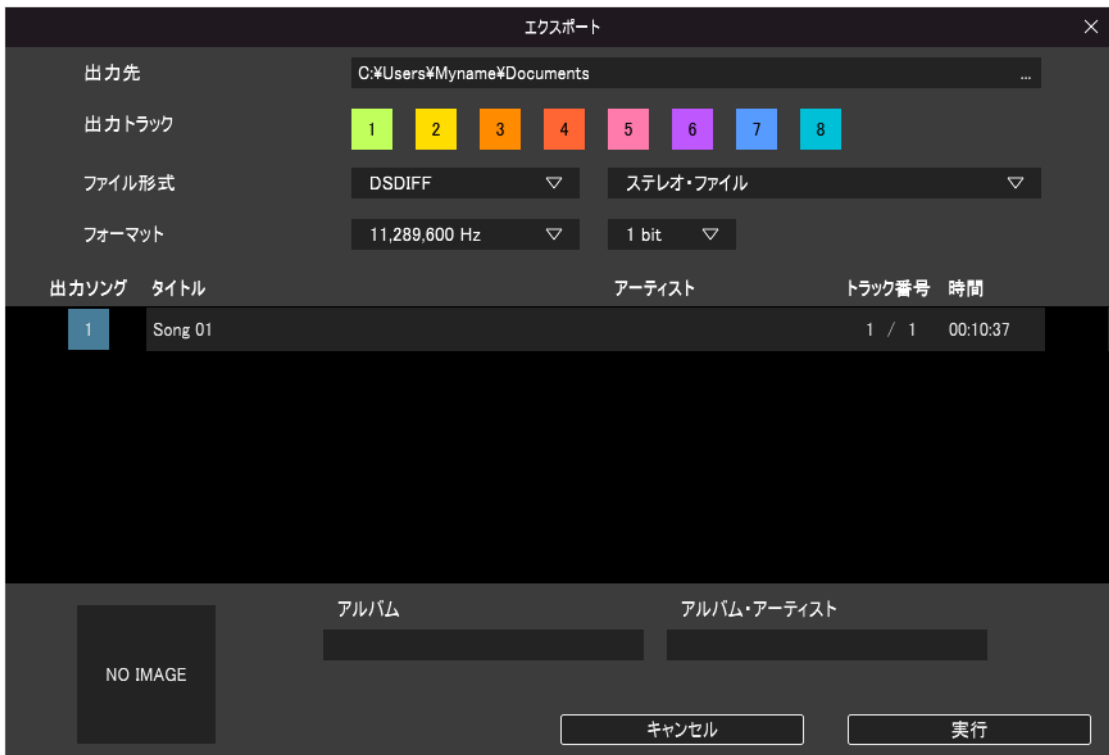 エクスポート
出力先 C:¥Users¥Myname¥Documents ...
出力トラック 1 2 3 4 5 6 7 8
ファイル形式 DSDIFF ステレオ・ファイル
フォーマット 11,289,600 Hz 1 bit
出力ソング タイトル アーティスト トラック番号 時間
1 Song 01 1 / 1 00:10:37
アルバム アルバム・アーティスト
NO IMAGE
キャンセル 実行